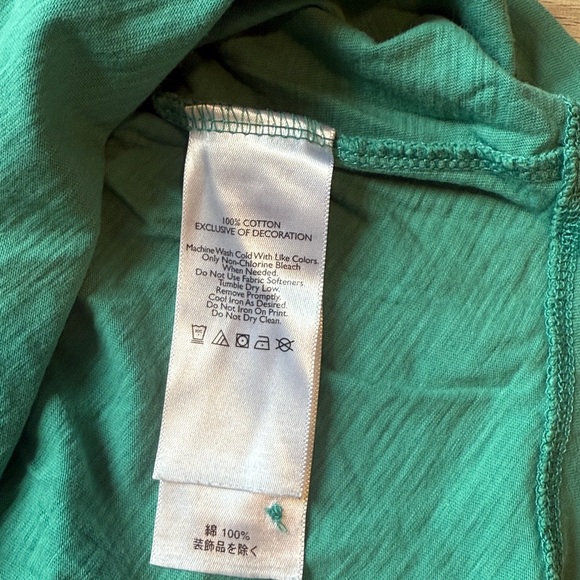 100% COTTON
EXCLUSIVE OF DECORATION
Machine Wash Cold With Like Colors.
Only Non-Chlorine Bleach
When Needed.
Do Not Use Fabric Softeners.
Tumble Dry Low.
Remove Promptly.
Cool Iron As Desired.
Do Not Iron On Print.
Do Not Dry Clean.
綿 100%
装飾品を除く